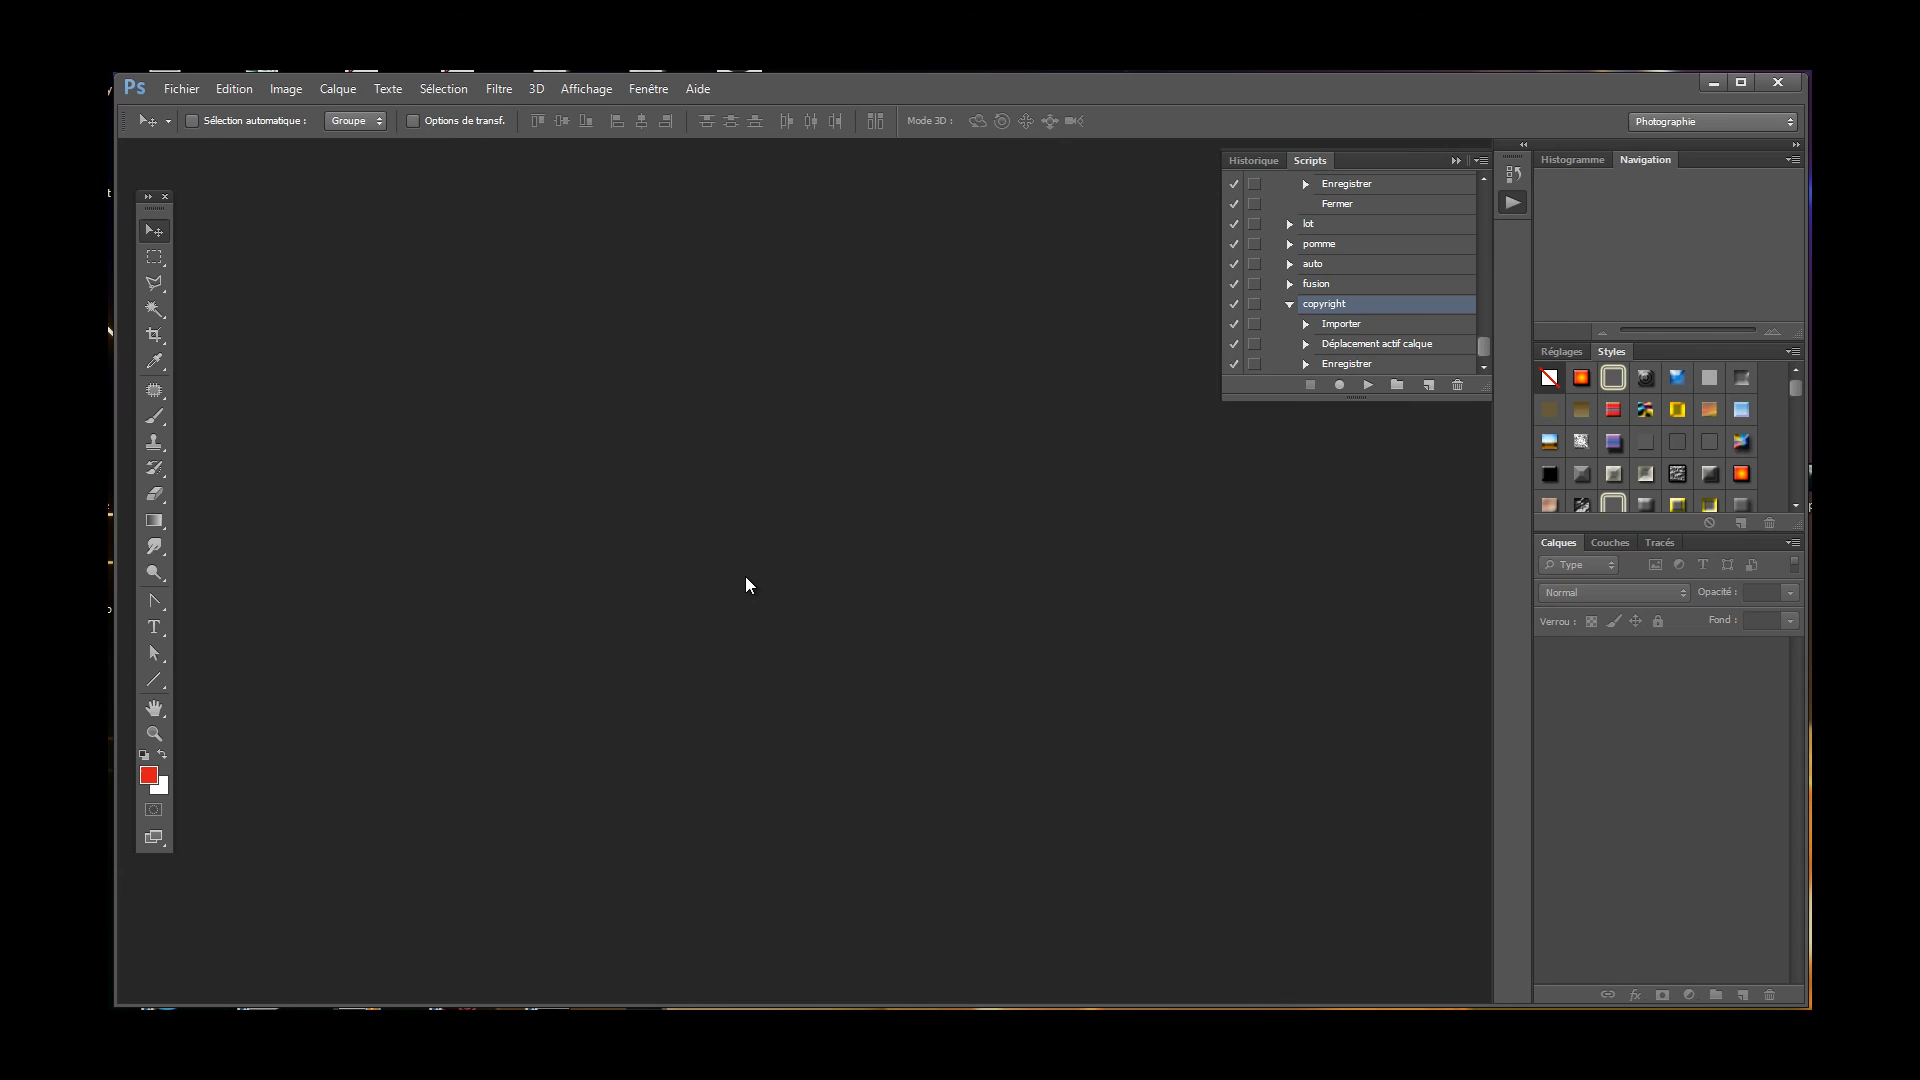 Ps Fichier Edition Image Calque Texte Sélection Filtre 3D Affichage Fenêtre Aide
Sélection automatique : Groupe Options de transf. Mode 3D : Photographie
Historique Scripts
Enregistrer
Fermer
lot
pomme
auto
fusion
copyright
Importer
Déplacement actif calque
Enregistrer
Histogramme Navigation
Réglages Styles
Calques Couches Tracés
Type
Normal Opacité :
Verrou : Fond :